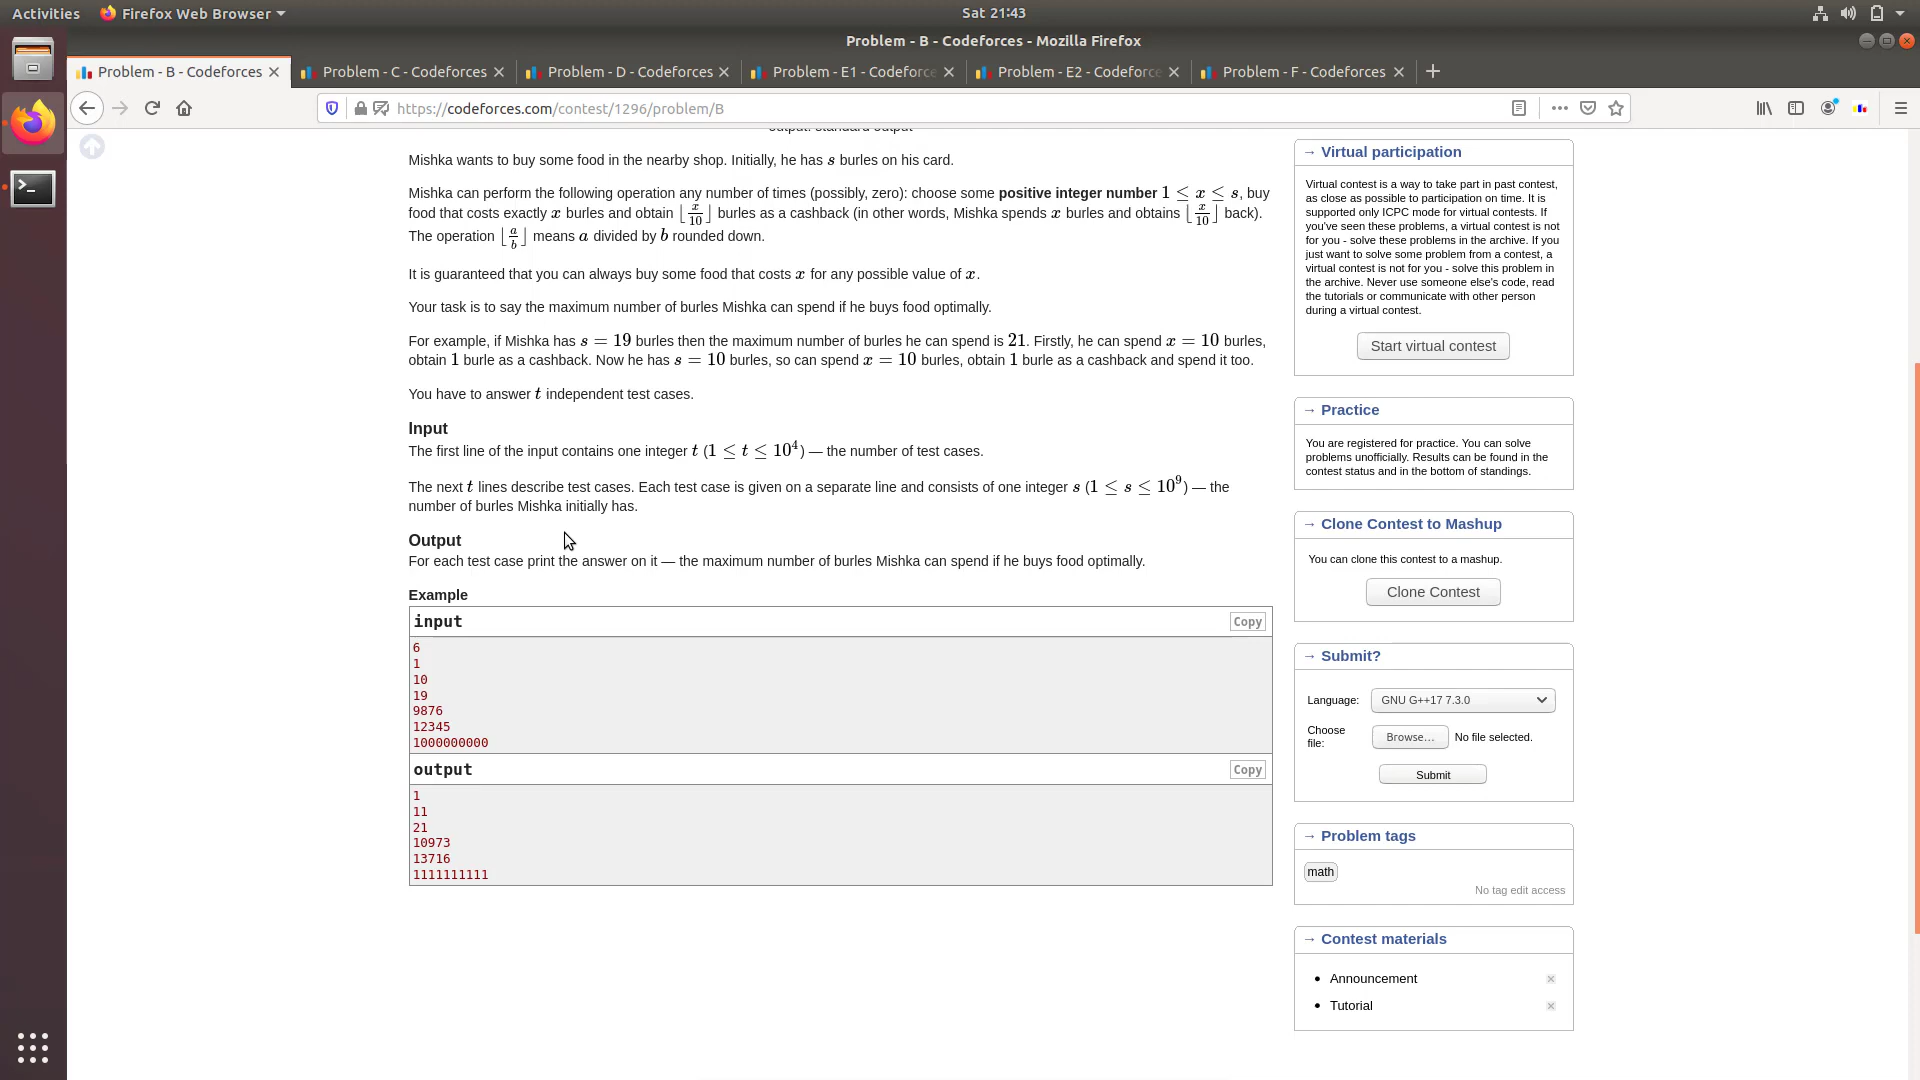 Activities
Firefox Web Browser
Sat 21:43
Problem - B - Codeforces - Mozilla Firefox
Problem - B - Codeforces
Problem - C - Codeforces
Problem - D - Codeforces
Problem - E1 - Codeforce
Problem - E2 - Codeforce
Problem - F - Codeforces
https://codeforces.com/contest/1296/problem/B
output: standard output
Mishka wants to buy some food in the nearby shop. Initially, he has s burles on his card.
Mishka can perform the following operation any number of times (possibly, zero): choose some positive integer number 1 ≤ x ≤ s, buy
food that costs exactly x burles and obtain ⌊x/10⌋ burles as a cashback (in other words, Mishka spends x burles and obtains ⌊x/10⌋ back).
The operation ⌊a/b⌋ means a divided by b rounded down.
It is guaranteed that you can always buy some food that costs x for any possible value of x.
Your task is to say the maximum number of burles Mishka can spend if he buys food optimally.
For example, if Mishka has s = 19 burles then the maximum number of burles he can spend is 21. Firstly, he can spend x = 10 burles,
obtain 1 burle as a cashback. Now he has s = 10 burles, so can spend x = 10 burles, obtain 1 burle as a cashback and spend it too.
You have to answer t independent test cases.
Input
The first line of the input contains one integer t (1 ≤ t ≤ 10⁴) — the number of test cases.
The next t lines describe test cases. Each test case is given on a separate line and consists of one integer s (1 ≤ s ≤ 10⁹) — the
number of burles Mishka initially has.
Output
For each test case print the answer on it — the maximum number of burles Mishka can spend if he buys food optimally.
Example
input
Copy
6
1
10
19
9876
12345
1000000000
output
Copy
1
11
21
10973
13716
1111111111
→ Virtual participation
Virtual contest is a way to take part in past contest,
as close as possible to participation on time. It is
supported only ICPC mode for virtual contests. If
you've seen these problems, a virtual contest is not
for you - solve these problems in the archive. If you
just want to solve some problem from a contest, a
virtual contest is not for you - solve this problem in
the archive. Never use someone else's code, read
the tutorials or communicate with other person
during a virtual contest.
Start virtual contest
→ Practice
You are registered for practice. You can solve
problems unofficially. Results can be found in the
contest status and in the bottom of standings.
→ Clone Contest to Mashup
You can clone this contest to a mashup.
Clone Contest
→ Submit?
Language:
GNU G++17 7.3.0
Choose
file:
Browse...
No file selected.
Submit
→ Problem tags
math
No tag edit access
→ Contest materials
Announcement
Tutorial